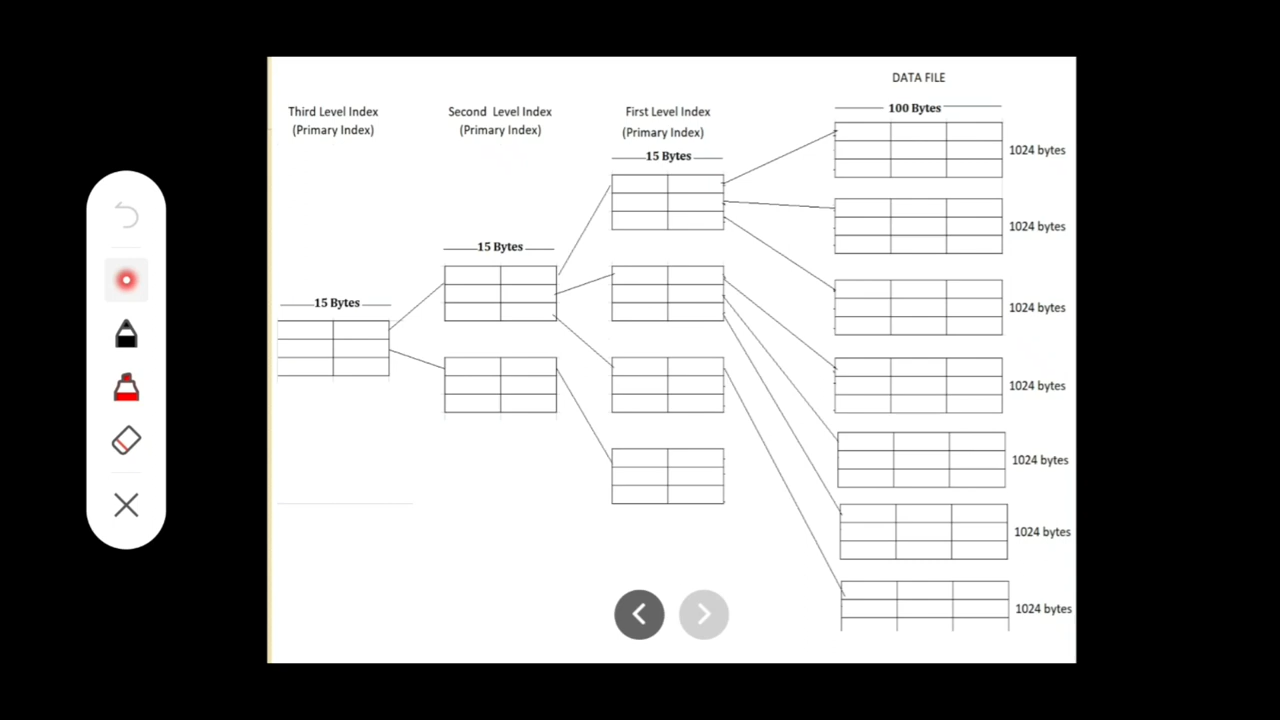 DATA FILE
Third Level Index
(Primary Index)
Second Level Index
(Primary Index)
First Level Index
(Primary Index)
100 Bytes
15 Bytes
15 Bytes
15 Bytes
1024 bytes
1024 bytes
1024 bytes
1024 bytes
1024 bytes
1024 bytes
1024 bytes